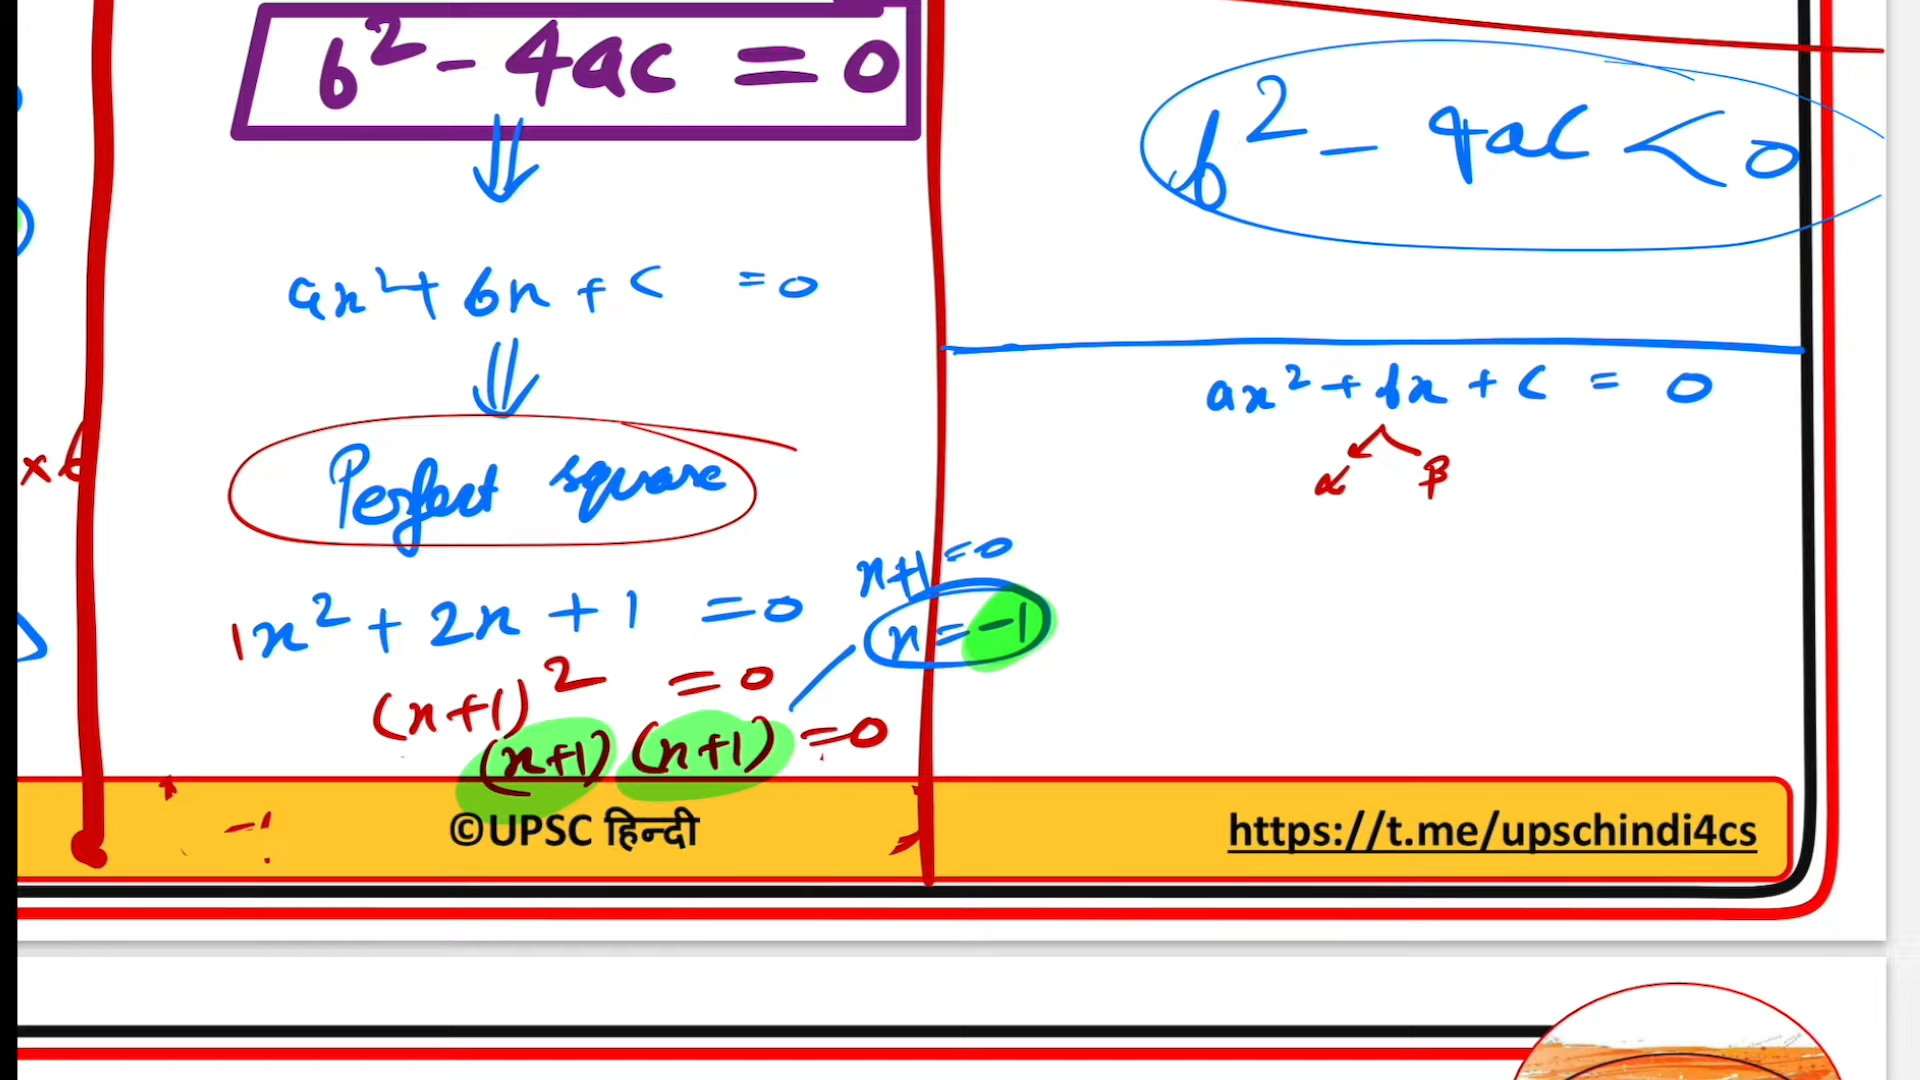 b² - 4ac = 0
ax² + bx + c = 0
Perfect square
x+1 = 0
x = -1
1x² + 2x + 1 = 0
(x+1)² = 0
(x+1) (x+1) = 0
-1
b² - 4ac < 0
ax² + bx + c = 0
α β
×
©UPSC हिन्दी
https://t.me/upschindi4cs